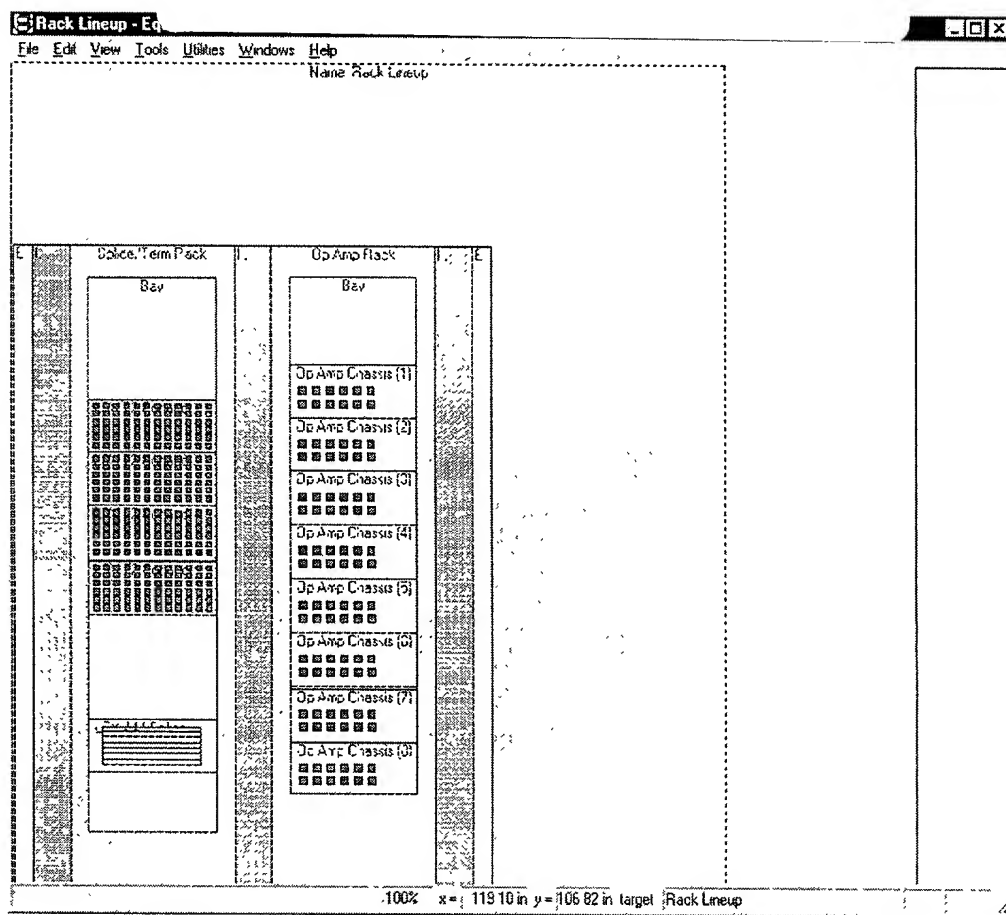 Rack Lineup - Eq
File Edit View Tools Utilities Windows Help
Name: Rack Lineup
E Splice/Term Rack Op Amp Rack E
Bay Bay
Op Amp Chassis (1)
Op Amp Chassis (2)
Op Amp Chassis (3)
Op Amp Chassis (4)
Op Amp Chassis (5)
Op Amp Chassis (6)
Op Amp Chassis (7)
Op Amp Chassis (8)
100% x = 118.10 in y = 106.82 in target Rack Lineup